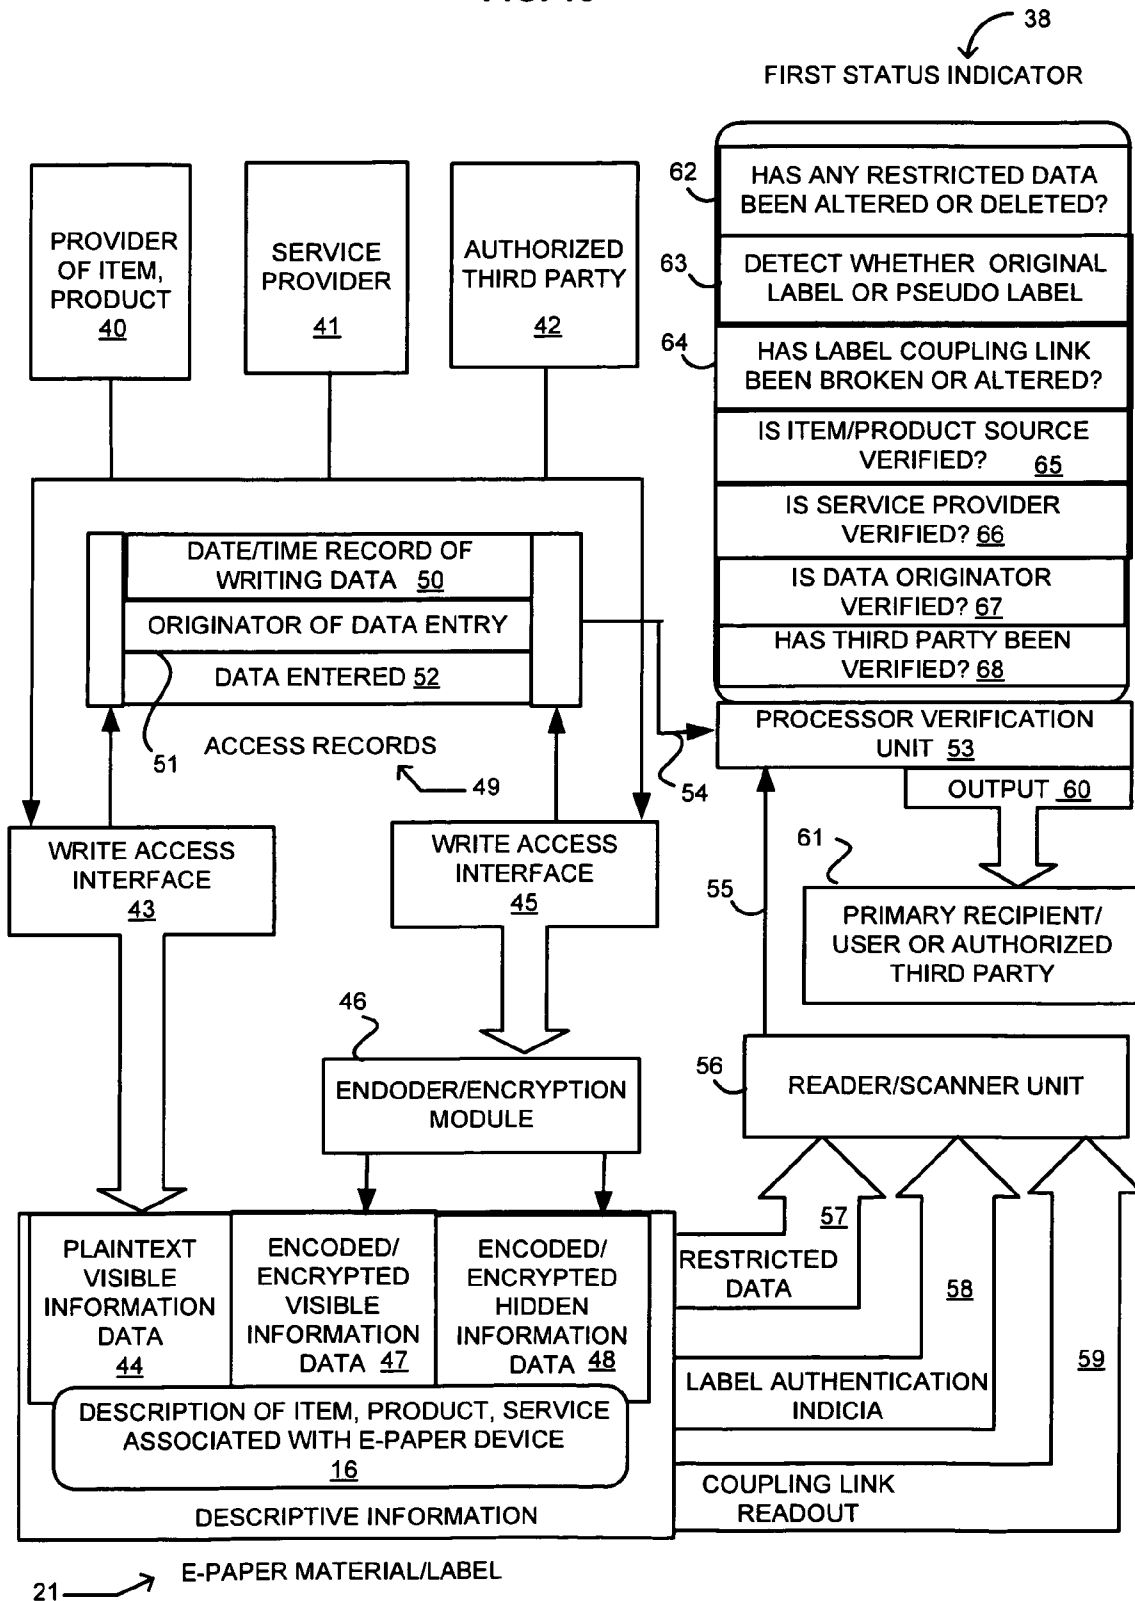 38
FIRST STATUS INDICATOR
PROVIDER
OF ITEM,
PRODUCT
40
SERVICE
PROVIDER
41
AUTHORIZED
THIRD PARTY
42
62
HAS ANY RESTRICTED DATA
BEEN ALTERED OR DELETED?
63
DETECT WHETHER ORIGINAL
LABEL OR PSEUDO LABEL
64
HAS LABEL COUPLING LINK
BEEN BROKEN OR ALTERED?
IS ITEM/PRODUCT SOURCE
VERIFIED? 65
IS SERVICE PROVIDER
VERIFIED? 66
IS DATA ORIGINATOR
VERIFIED? 67
HAS THIRD PARTY BEEN
VERIFIED? 68
PROCESSOR VERIFICATION
UNIT 53
OUTPUT 60
DATE/TIME RECORD OF
WRITING DATA 50
ORIGINATOR OF DATA ENTRY
DATA ENTERED 52
51
ACCESS RECORDS
49
54
WRITE ACCESS
INTERFACE
43
WRITE ACCESS
INTERFACE
45
61
PRIMARY RECIPIENT/
USER OR AUTHORIZED
THIRD PARTY
55
46
ENDODER/ENCRYPTION
MODULE
56
READER/SCANNER UNIT
PLAINTEXT
VISIBLE
INFORMATION
DATA
44
ENCODED/
ENCRYPTED
VISIBLE
INFORMATION
DATA 47
ENCODED/
ENCRYPTED
HIDDEN
INFORMATION
DATA 48
57
RESTRICTED
DATA
58
LABEL AUTHENTICATION
INDICIA
59
COUPLING LINK
READOUT
DESCRIPTION OF ITEM, PRODUCT, SERVICE
ASSOCIATED WITH E-PAPER DEVICE
16
DESCRIPTIVE INFORMATION
21
E-PAPER MATERIAL/LABEL